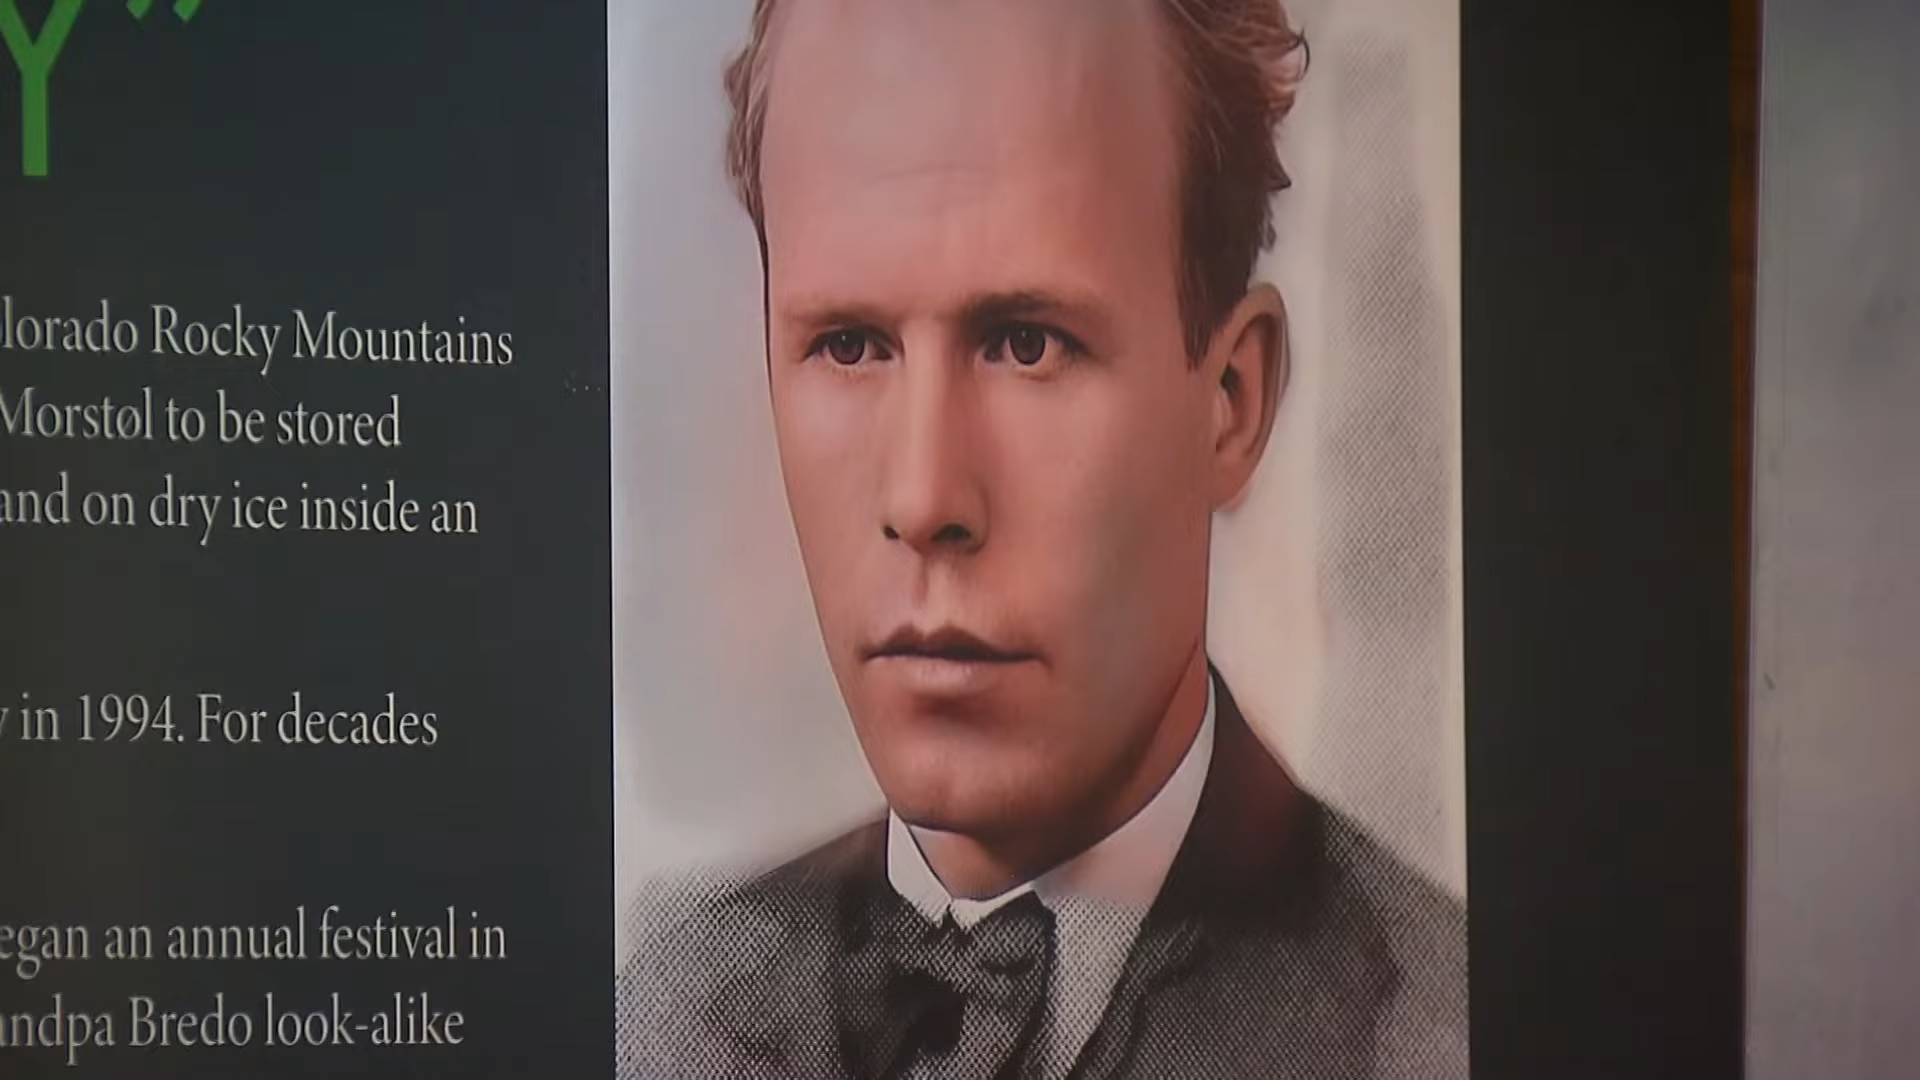 Y”
lorado Rocky Mountains
Morstøl to be stored
and on dry ice inside an
in 1994. For decades
egan an annual festival in
andpa Bredo look-alike